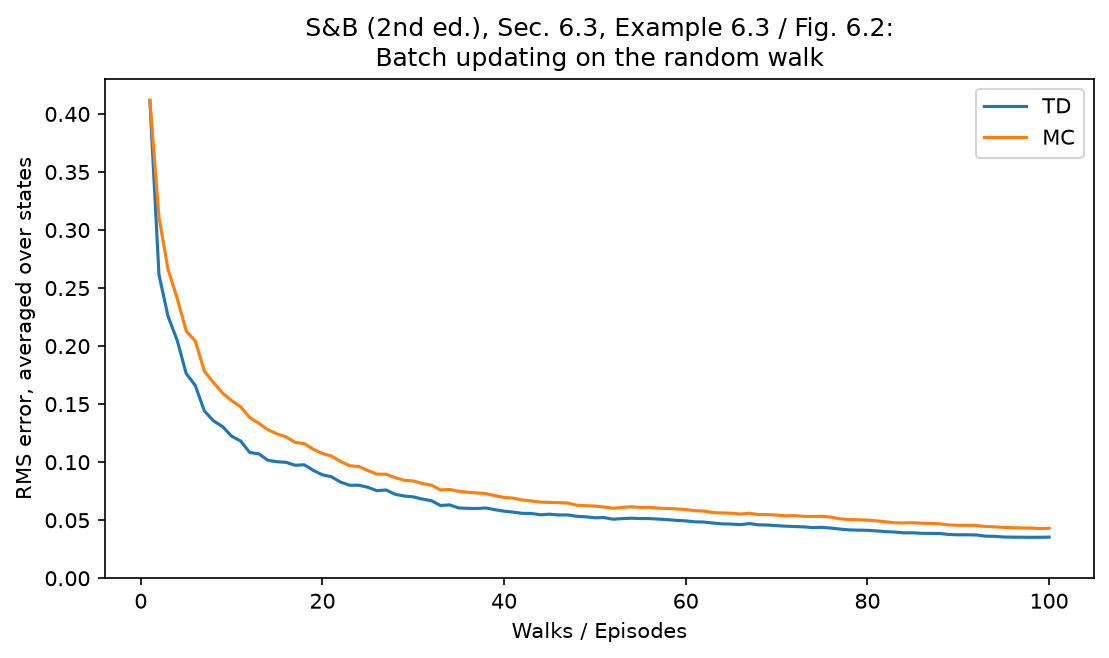 S&B (2nd ed.), Sec. 6.3, Example 6.3 / Fig. 6.2:
Batch updating on the random walk
TD
MC
RMS error, averaged over states
0.40
0.35
0.30
0.25
0.20
0.15
0.10
0.05
0.00
0 20 40 60 80 100
Walks / Episodes